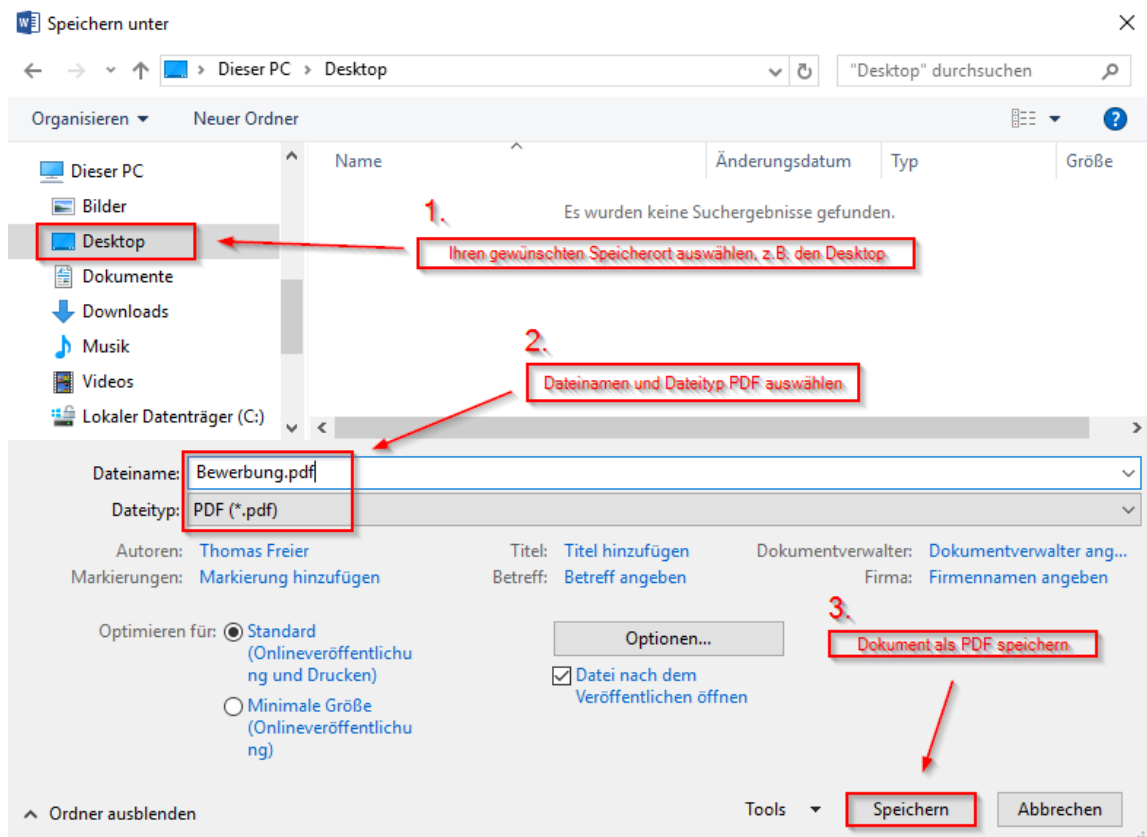 Speichern unter
Dieser PC > Desktop
"Desktop" durchsuchen
Organisieren
Neuer Ordner
Name
Änderungsdatum
Typ
Größe
Dieser PC
Bilder
Desktop
Dokumente
Downloads
Musik
Videos
Lokaler Datenträger (C:)
Es wurden keine Suchergebnisse gefunden.
1.
Ihren gewünschten Speicherort auswählen, z.B. den Desktop
2.
Dateinamen und Dateityp PDF auswählen
Dateiname: Bewerbung.pdf
Dateityp: PDF (*.pdf)
Autoren: Thomas Freier
Titel: Titel hinzufügen
Dokumentverwalter: Dokumentverwalter ang...
Markierungen: Markierung hinzufügen
Betreff: Betreff angeben
Firma: Firmennamen angeben
Optimieren für: Standard
(Onlineveröffentlichu
ng und Drucken)
Minimale Größe
(Onlineveröffentlichu
ng)
Optionen...
Datei nach dem
Veröffentlichen öffnen
3.
Dokument als PDF speichern
Ordner ausblenden
Tools
Speichern
Abbrechen